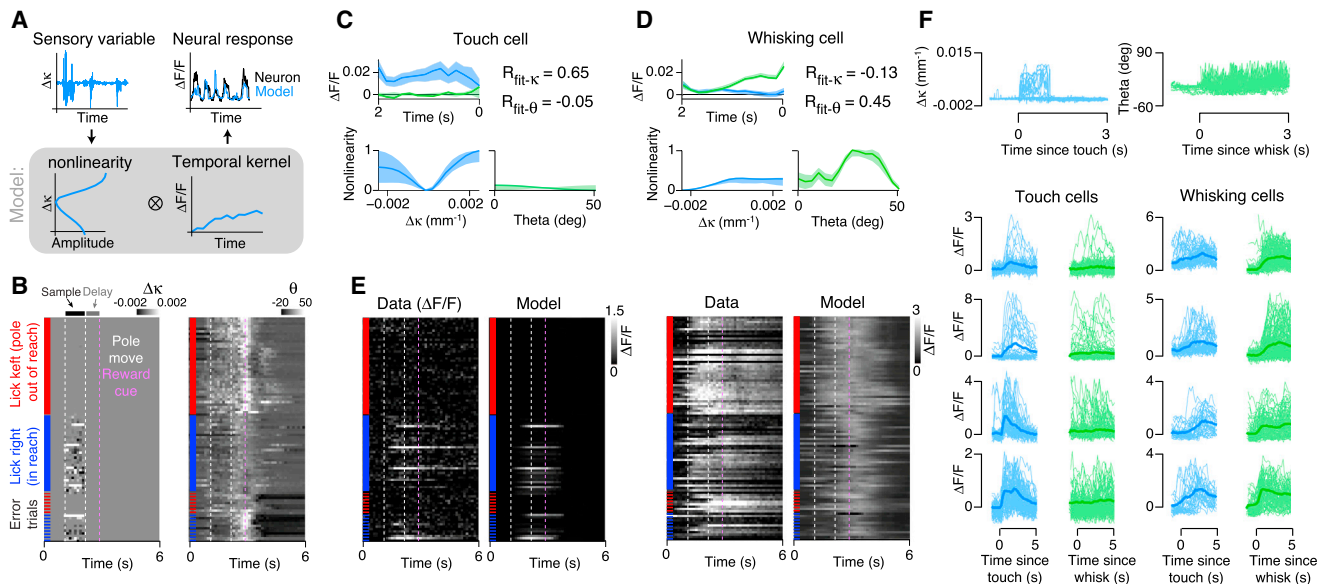 A
Sensory variable
Neural response
Δκ
Time
ΔF/F
Neuron
Model
Time
Model:
nonlinearity
Temporal kernel
Δκ
Amplitude
⊗
ΔF/F
Time
B
Sample
Delay
Δκ
-0.002 0.002
θ
-20 50
Lick keft (pole
out of reach)
Lick right
(in reach)
Error
trials
Pole
move
Reward
cue
0 6
Time (s)
0 6
Time (s)
C
Touch cell
ΔF/F
0.02
0
2 0
Time (s)
Rfit-κ = 0.65
Rfit-θ = -0.05
Nonlinearity
1
0
−0.002 0.002
Δκ (mm-1)
0 50
Theta (deg)
D
Whisking cell
ΔF/F
0.02
0
2 0
Time (s)
Rfit-κ = -0.13
Rfit-θ = 0.45
Nonlinearity
1
0
−0.002 0.002
Δκ (mm-1)
0 50
Theta (deg)
E
Data (ΔF/F)
Model
1.5
0
ΔF/F
0 6
Time (s)
0 6
Time (s)
Data
Model
3
0
ΔF/F
0 6
Time (s)
0 6
Time (s)
F
Δκ (mm-1)
0.015
-0.002
0 3
Time since touch (s)
Theta (deg)
90
-60
0 3
Time since whisk (s)
Touch cells
Whisking cells
ΔF/F
3
0
6
0
ΔF/F
8
0
5
0
ΔF/F
4
0
4
0
ΔF/F
2
0
4
0
0 5
Time since
touch (s)
0 5
Time since
whisk (s)
0 5
Time since
touch (s)
0 5
Time since
whisk (s)